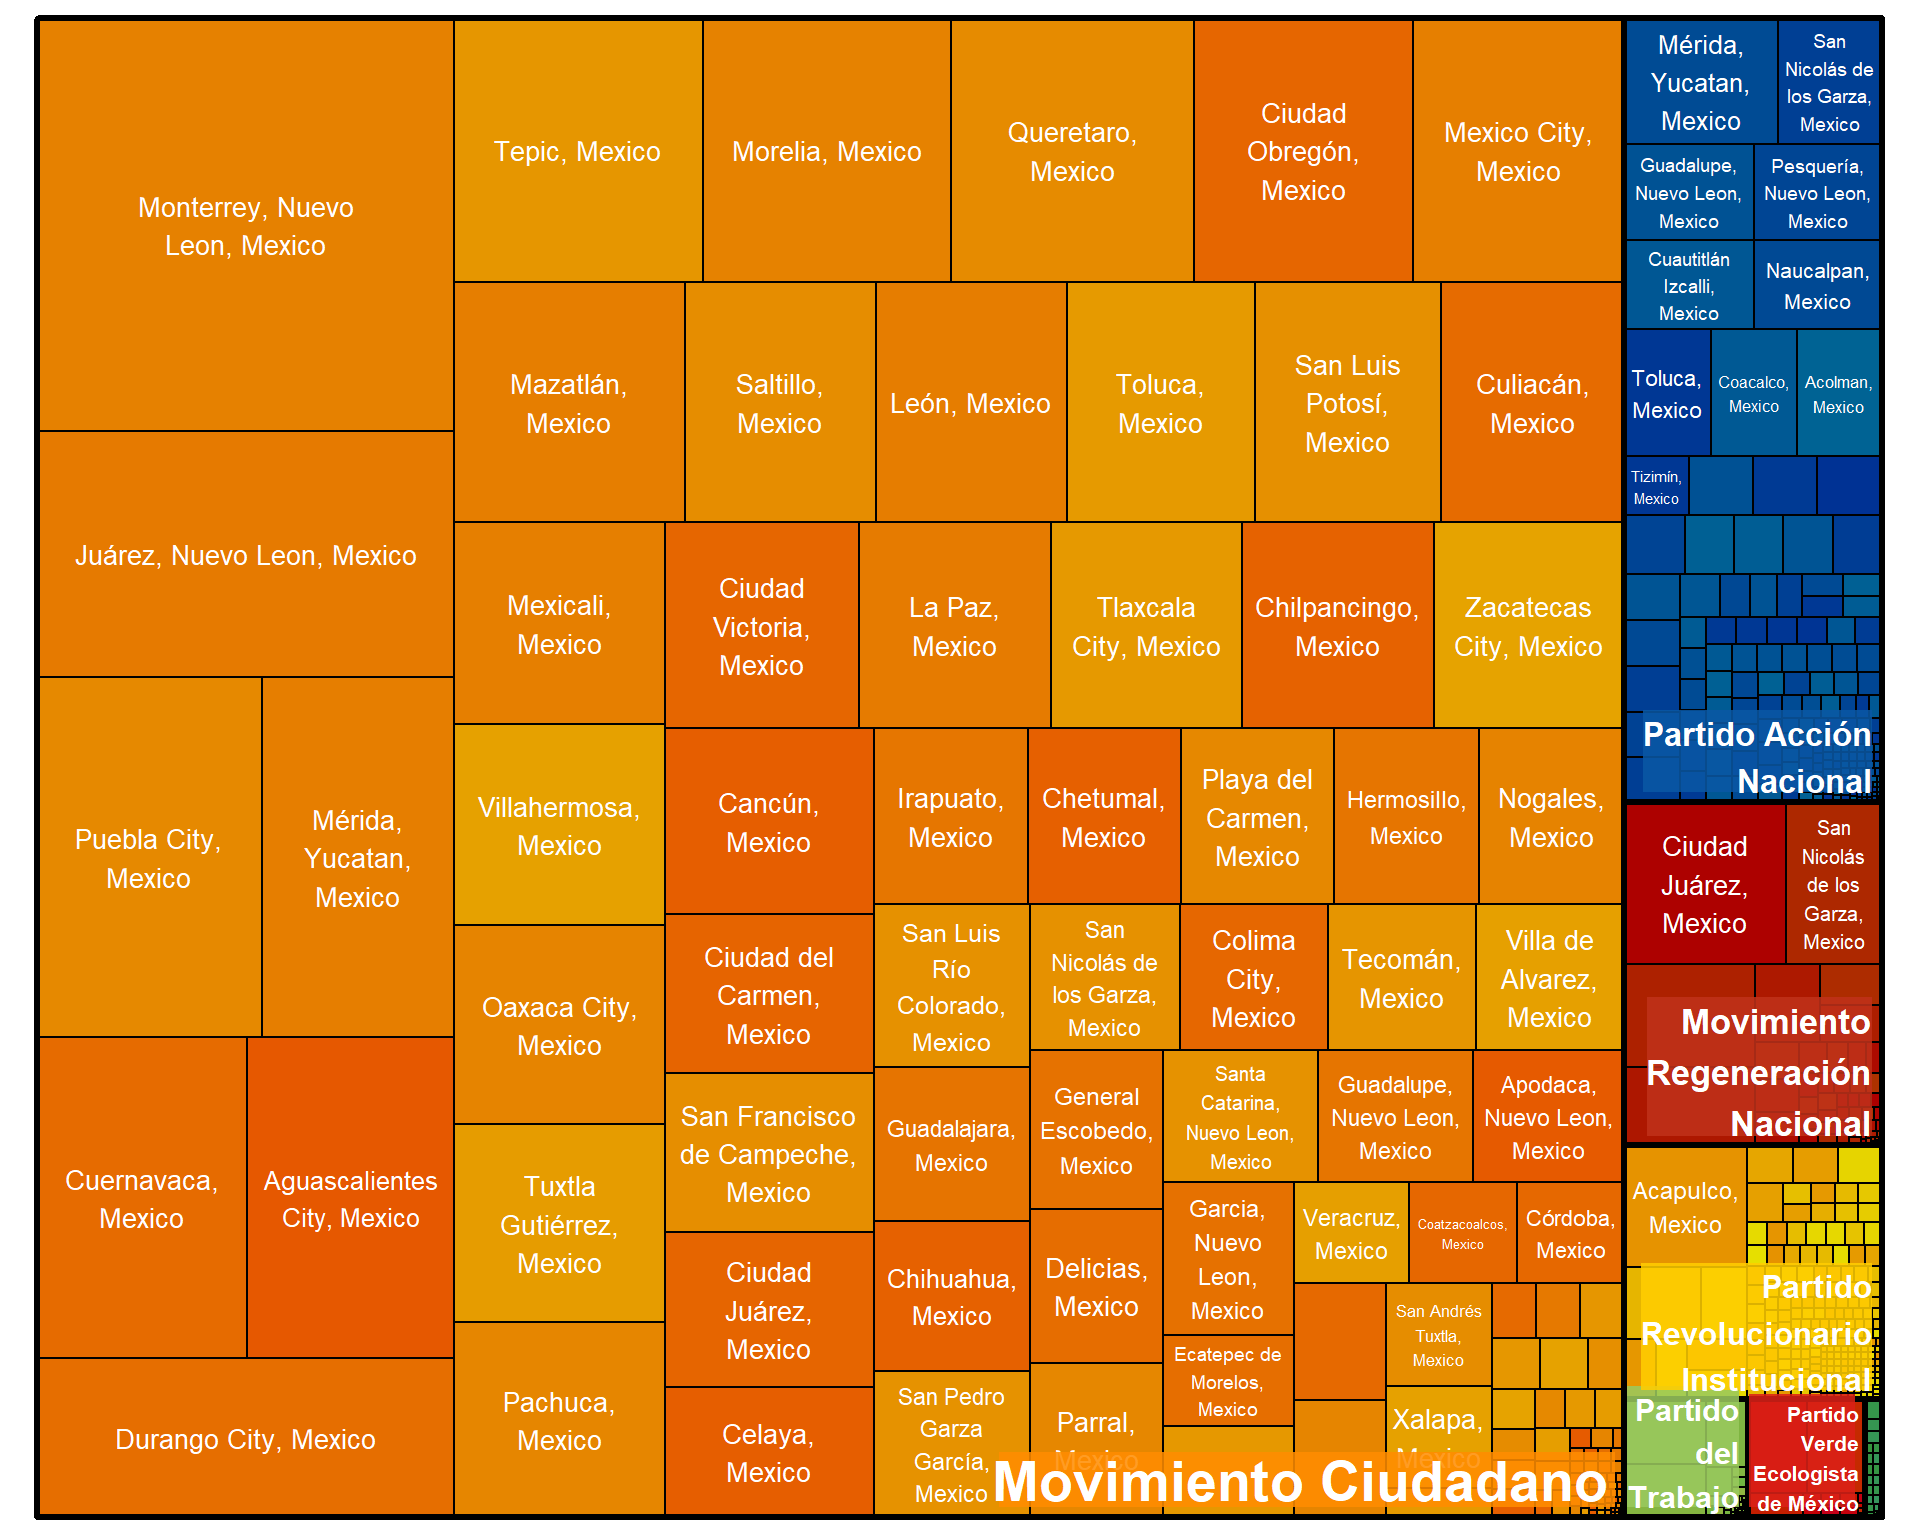 Monterrey, Nuevo
Leon, Mexico
Juárez, Nuevo Leon, Mexico
Puebla City,
Mexico
Mérida,
Yucatan,
Mexico
Cuernavaca,
Mexico
Aguascalientes
City, Mexico
Durango City, Mexico
Tepic, Mexico
Morelia, Mexico
Queretaro,
Mexico
Ciudad
Obregón,
Mexico
Mexico City,
Mexico
Mazatlán,
Mexico
Saltillo,
Mexico
León, Mexico
Toluca,
Mexico
San Luis
Potosí,
Mexico
Culiacán,
Mexico
Mexicali,
Mexico
Ciudad
Victoria,
Mexico
La Paz,
Mexico
Tlaxcala
City, Mexico
Chilpancingo,
Mexico
Zacatecas
City, Mexico
Villahermosa,
Mexico
Oaxaca City,
Mexico
Tuxtla
Gutiérrez,
Mexico
Pachuca,
Mexico
Cancún,
Mexico
Ciudad del
Carmen,
Mexico
San Francisco
de Campeche,
Mexico
Ciudad
Juárez,
Mexico
Celaya,
Mexico
Irapuato,
Mexico
Chetumal,
Mexico
Playa del
Carmen,
Mexico
Hermosillo,
Mexico
Nogales,
Mexico
San Luis
Río
Colorado,
Mexico
San
Nicolás de
los Garza,
Mexico
Colima
City,
Mexico
Tecomán,
Mexico
Villa de
Alvarez,
Mexico
Guadalajara,
Mexico
Chihuahua,
Mexico
San Pedro
Garza
García,
Mexico
General
Escobedo,
Mexico
Delicias,
Mexico
Parral,
Mexico
Santa
Catarina,
Nuevo Leon,
Mexico
Guadalupe,
Nuevo Leon,
Mexico
Apodaca,
Nuevo Leon,
Mexico
Garcia,
Nuevo
Leon,
Mexico
Ecatepec de
Morelos,
Mexico
Veracruz,
Mexico
Coatzacoalcos,
Mexico
Córdoba,
Mexico
San Andrés
Tuxtla,
Mexico
Xalapa,
Mexico
Movimiento Ciudadano
Mérida,
Yucatan,
Mexico
San
Nicolás de
los Garza,
Mexico
Guadalupe,
Nuevo Leon,
Mexico
Pesquería,
Nuevo Leon,
Mexico
Cuautitlán
Izcalli,
Mexico
Naucalpan,
Mexico
Toluca,
Mexico
Coacalco,
Mexico
Acolman,
Mexico
Tizimín,
Mexico
Partido Acción
Nacional
Ciudad
Juárez,
Mexico
San
Nicolás
de los
Garza,
Mexico
Movimiento
Regeneración
Nacional
Acapulco,
Mexico
Partido
Revolucionario
Institucional
Partido
del
Trabajo
Partido
Verde
Ecologista
de México